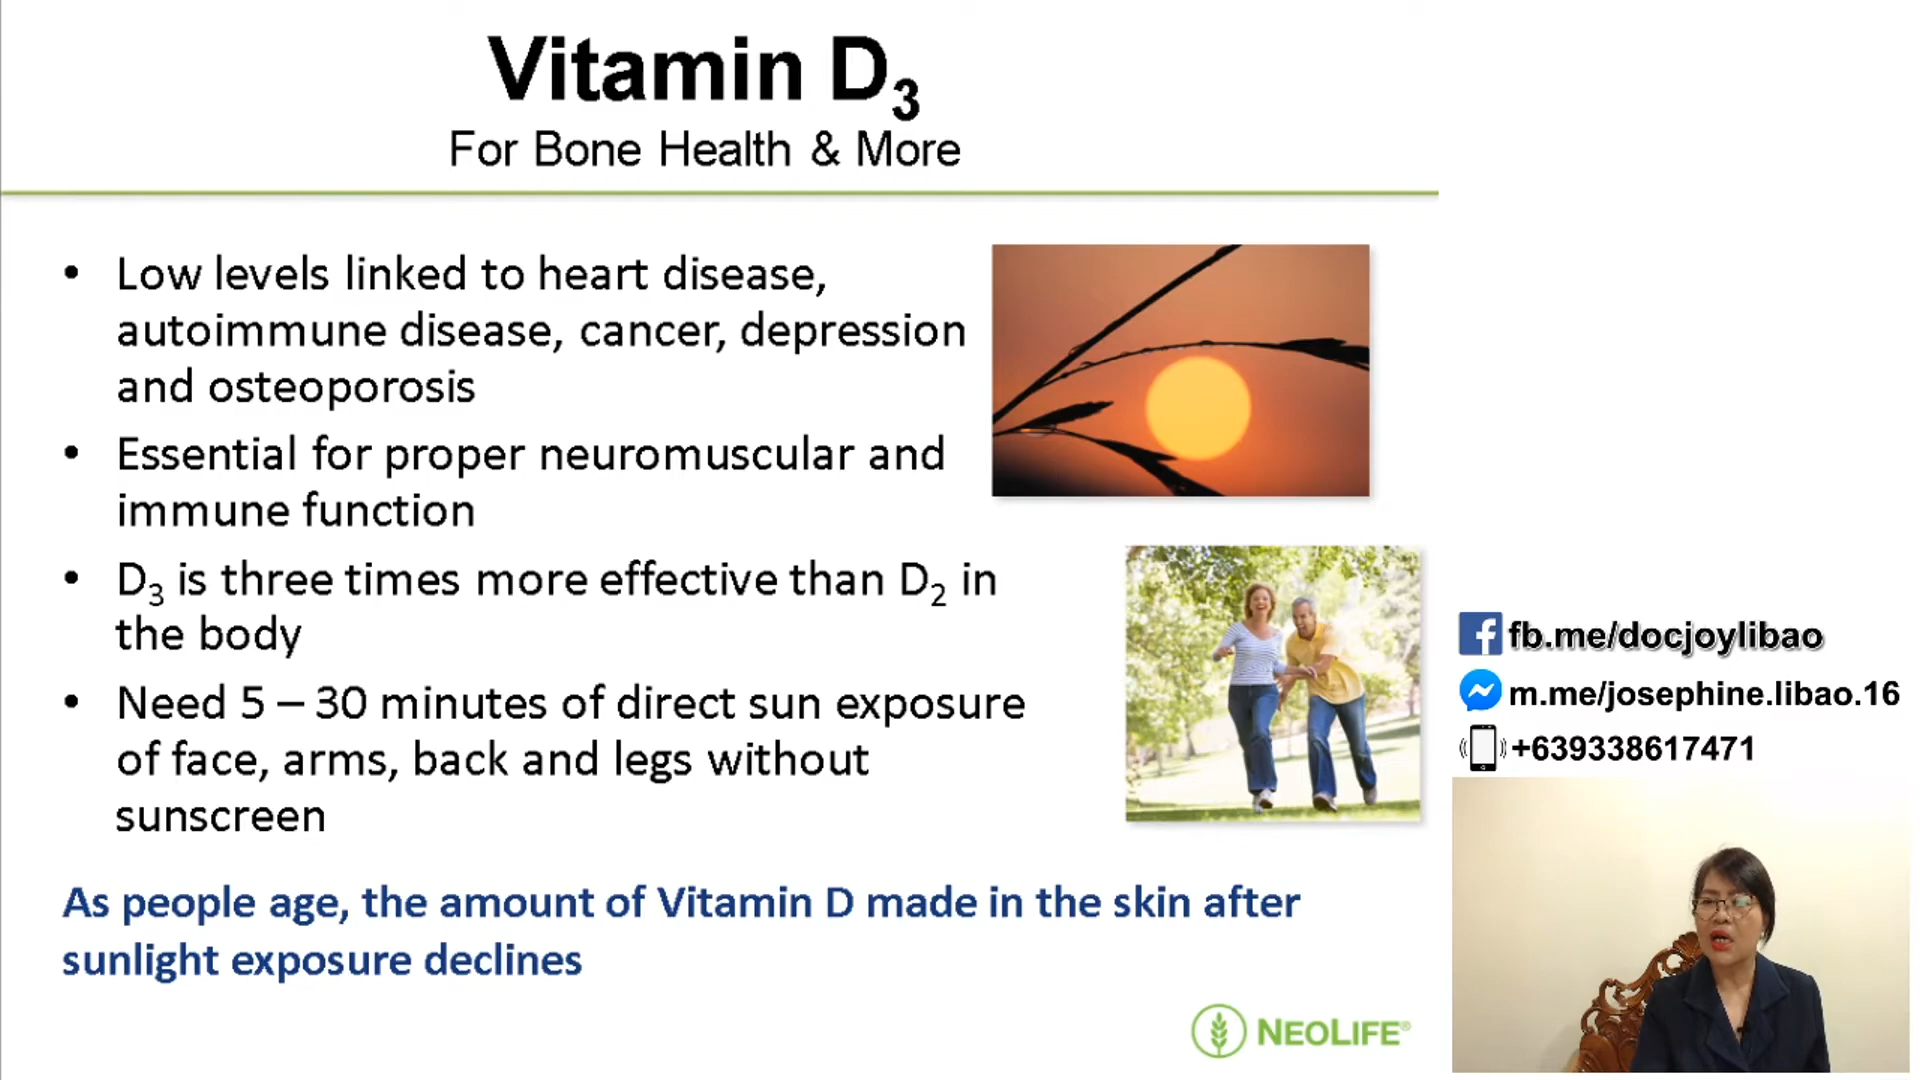 Vitamin D₃
For Bone Health & More
• Low levels linked to heart disease,
autoimmune disease, cancer, depression
and osteoporosis
• Essential for proper neuromuscular and
immune function
• D₃ is three times more effective than D₂ in
the body
• Need 5 – 30 minutes of direct sun exposure
of face, arms, back and legs without
sunscreen
As people age, the amount of Vitamin D made in the skin after
sunlight exposure declines
NEOLIFE®
fb.me/docjoylibao
m.me/josephine.libao.16
+639338617471